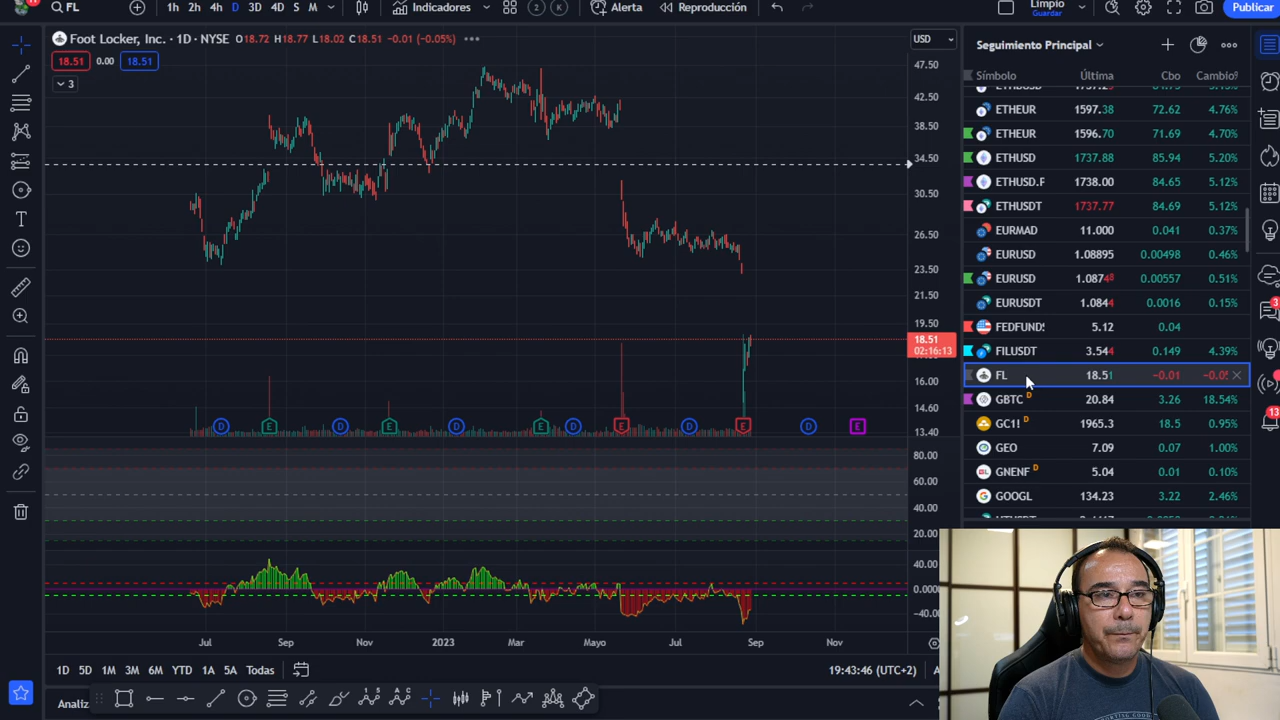 FL
1h 2h 4h D 3D 4D S M
Indicadores
2 K
Alerta
Reproducción
Limpio
Guardar
Publicar
Foot Locker, Inc. · 1D · NYSE O18.72 H18.77 L18.02 C18.51 −0.01 (−0.05%)
USD
18.51 0.00 18.51
3
47.50
42.50
38.50
34.50
30.50
26.50
23.50
21.50
19.50
18.51
02:16:13
16.00
14.60
13.40
80.00
60.00
40.00
20.00
40.00
0.0000
−40.00
D E D E D E D E D E D E
Jul Sep Nov 2023 Mar Mayo Jul Sep Nov
1D 5D 1M 3M 6M YTD 1A 5A Todas
19:43:46 (UTC+2)
Analiz
Seguimiento Principal
Símbolo Última Cbo Cambio%
ETHEUR 1597.38 72.62 4.76%
ETHEUR 1596.70 71.69 4.70%
ETHUSD 1737.88 85.94 5.20%
ETHUSD.F 1738.00 84.65 5.12%
ETHUSDT 1737.77 84.69 5.12%
EURMAD 11.000 0.041 0.37%
EURUSD 1.08895 0.00498 0.46%
EURUSD 1.0874⁸ 0.00557 0.51%
EURUSDT 1.0844 0.0016 0.15%
FEDFUNDS 5.12 0.04
FILUSDT 3.544 0.149 4.39%
FL 18.51 −0.01 −0.05
GBTC D 20.84 3.26 18.54%
GC1! D 1965.3 18.5 0.95%
GEO 7.09 0.07 1.00%
GNENF D 5.04 0.01 0.10%
GOOGL 134.23 3.22 2.46%
3
13